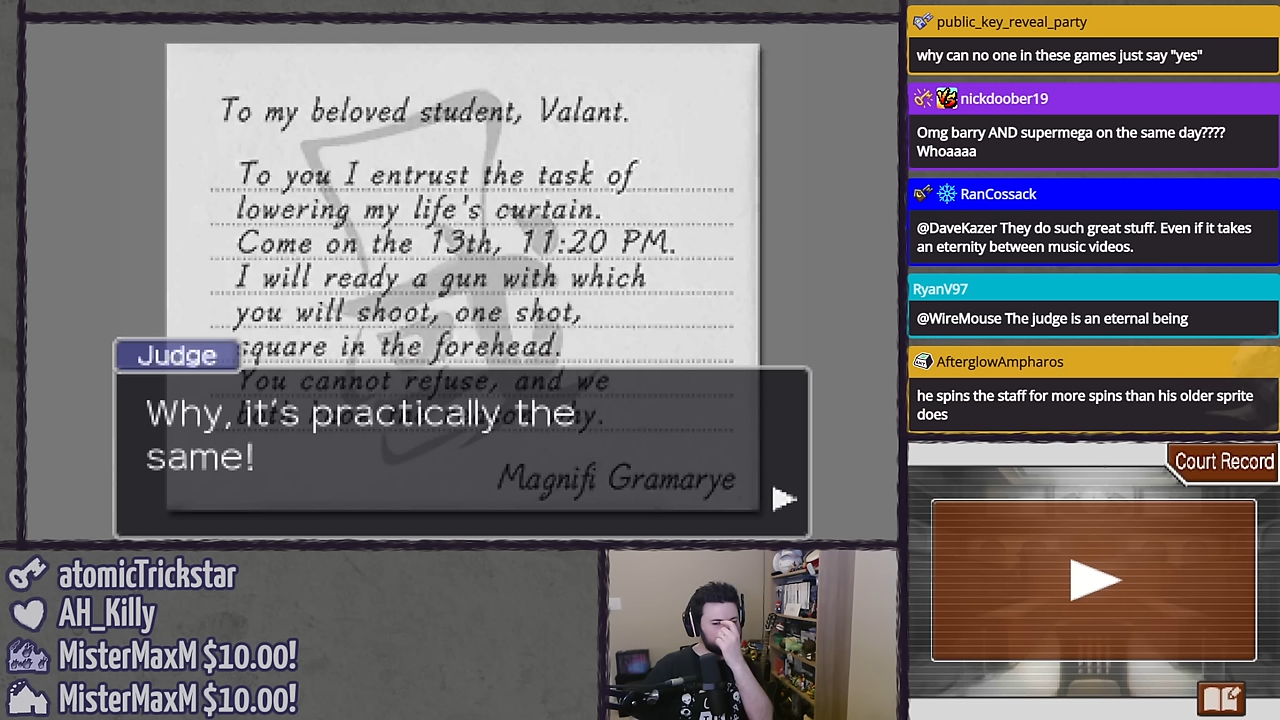 To my beloved student, Valant.
To you I entrust the task of
lowering my life's curtain.
Come on the 13th, 11:20 PM.
I will ready a gun with which
you will shoot, one shot,
square in the forehead.
You cannot refuse, and we
Magnifi Gramarye
Judge
Why, it's practically the
same!
public_key_reveal_party
why can no one in these games just say "yes"
nickdoober19
Omg barry AND supermega on the same day????
Whoaaaa
RanCossack
@DaveKazer They do such great stuff. Even if it takes
an eternity between music videos.
RyanV97
@WireMouse The judge is an eternal being
AfterglowAmpharos
he spins the staff for more spins than his older sprite
does
Court Record
atomicTrickstar
AH_Killy
MisterMaxM $10.00!
MisterMaxM $10.00!